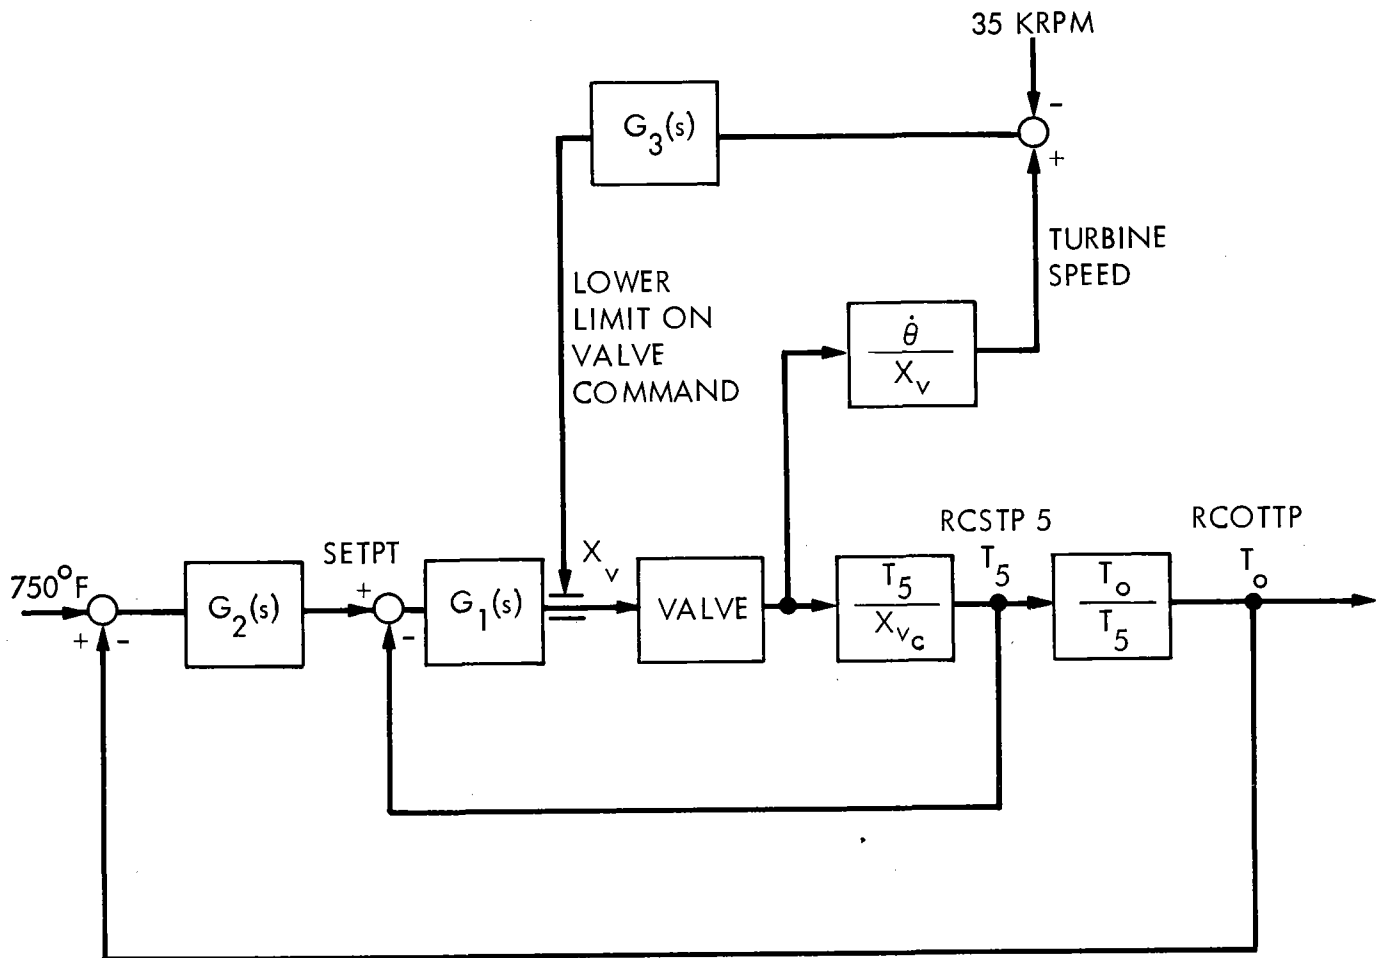 35 KRPM
-
G3(s)
+
TURBINE
SPEED
LOWER
LIMIT ON
VALVE
COMMAND
θ̇
Xv
RCSTP 5
RCOTTP
SETPT
Xv
T5
To
750°F
+
-
G2(s)
+
-
G1(s)
VALVE
T5
Xvc
To
T5